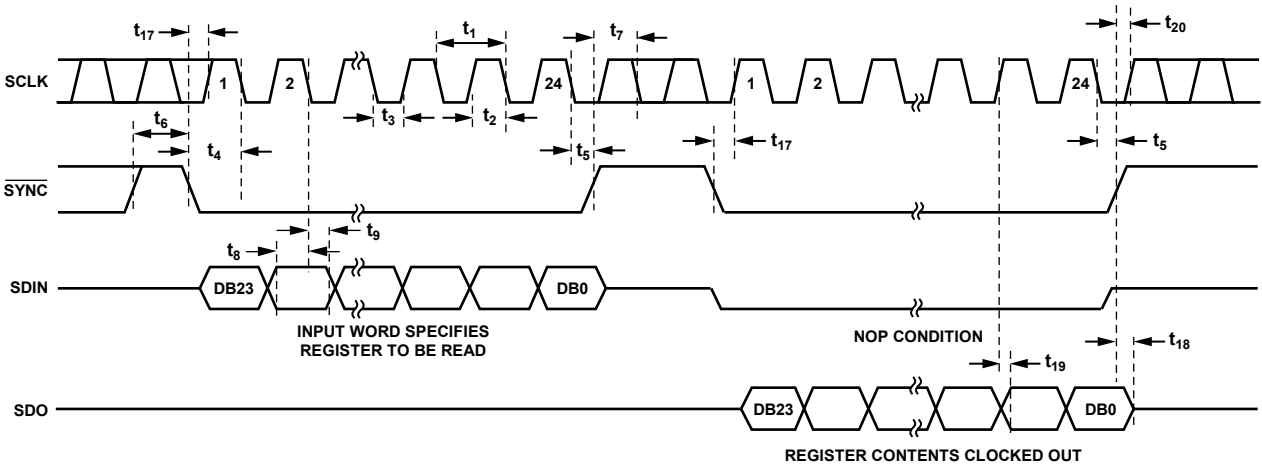 t17
t1
t7
t20
SCLK
1
2
24
1
2
24
t3
t2
t6
t4
t5
t17
t5
SYNC
t8
t9
SDIN
DB23
DB0
INPUT WORD SPECIFIES
REGISTER TO BE READ
NOP CONDITION
t19
t18
SDO
DB23
DB0
REGISTER CONTENTS CLOCKED OUT